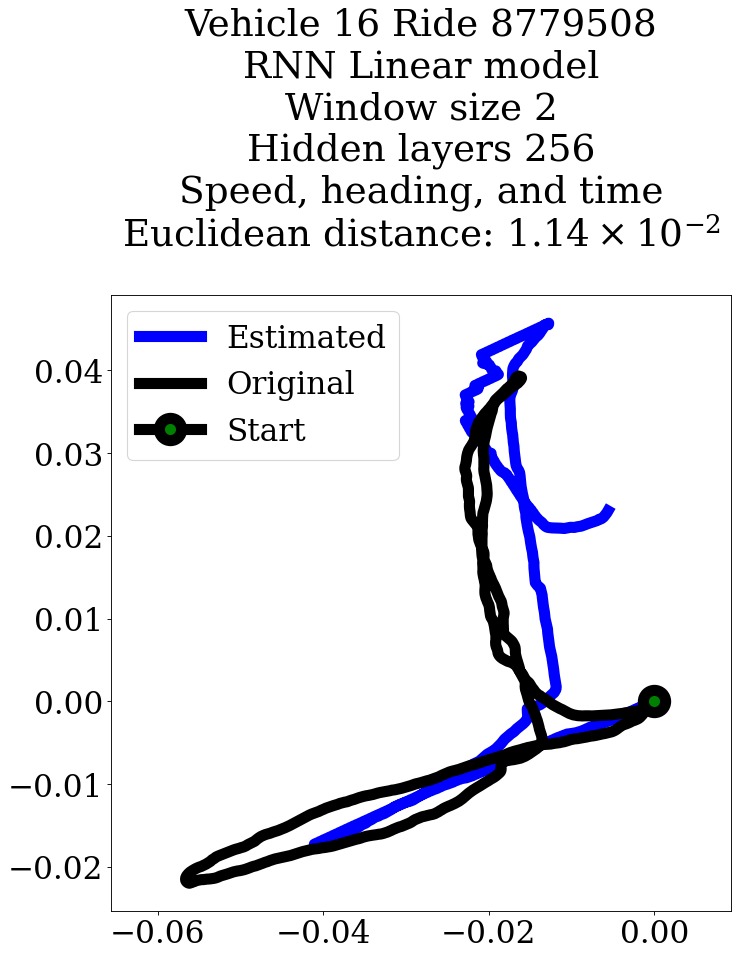 Vehicle 16 Ride 8779508
RNN Linear model
Window size 2
Hidden layers 256
Speed, heading, and time
Euclidean distance: 1.14 × 10⁻²
Estimated
Original
Start
0.04
0.03
0.02
0.01
0.00
−0.01
−0.02
−0.06 −0.04 −0.02 0.00